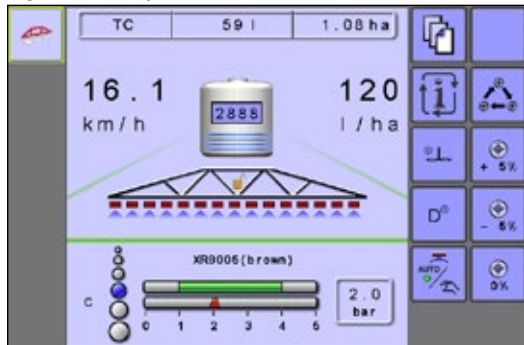 TC 59 l 1.08 ha
16.1 120
km/h l/ha
2888
+ 5%
D
- 5%
XR8005(brown)
AUTO
0%
C
2.0
bar
0 1 2 3 4 5